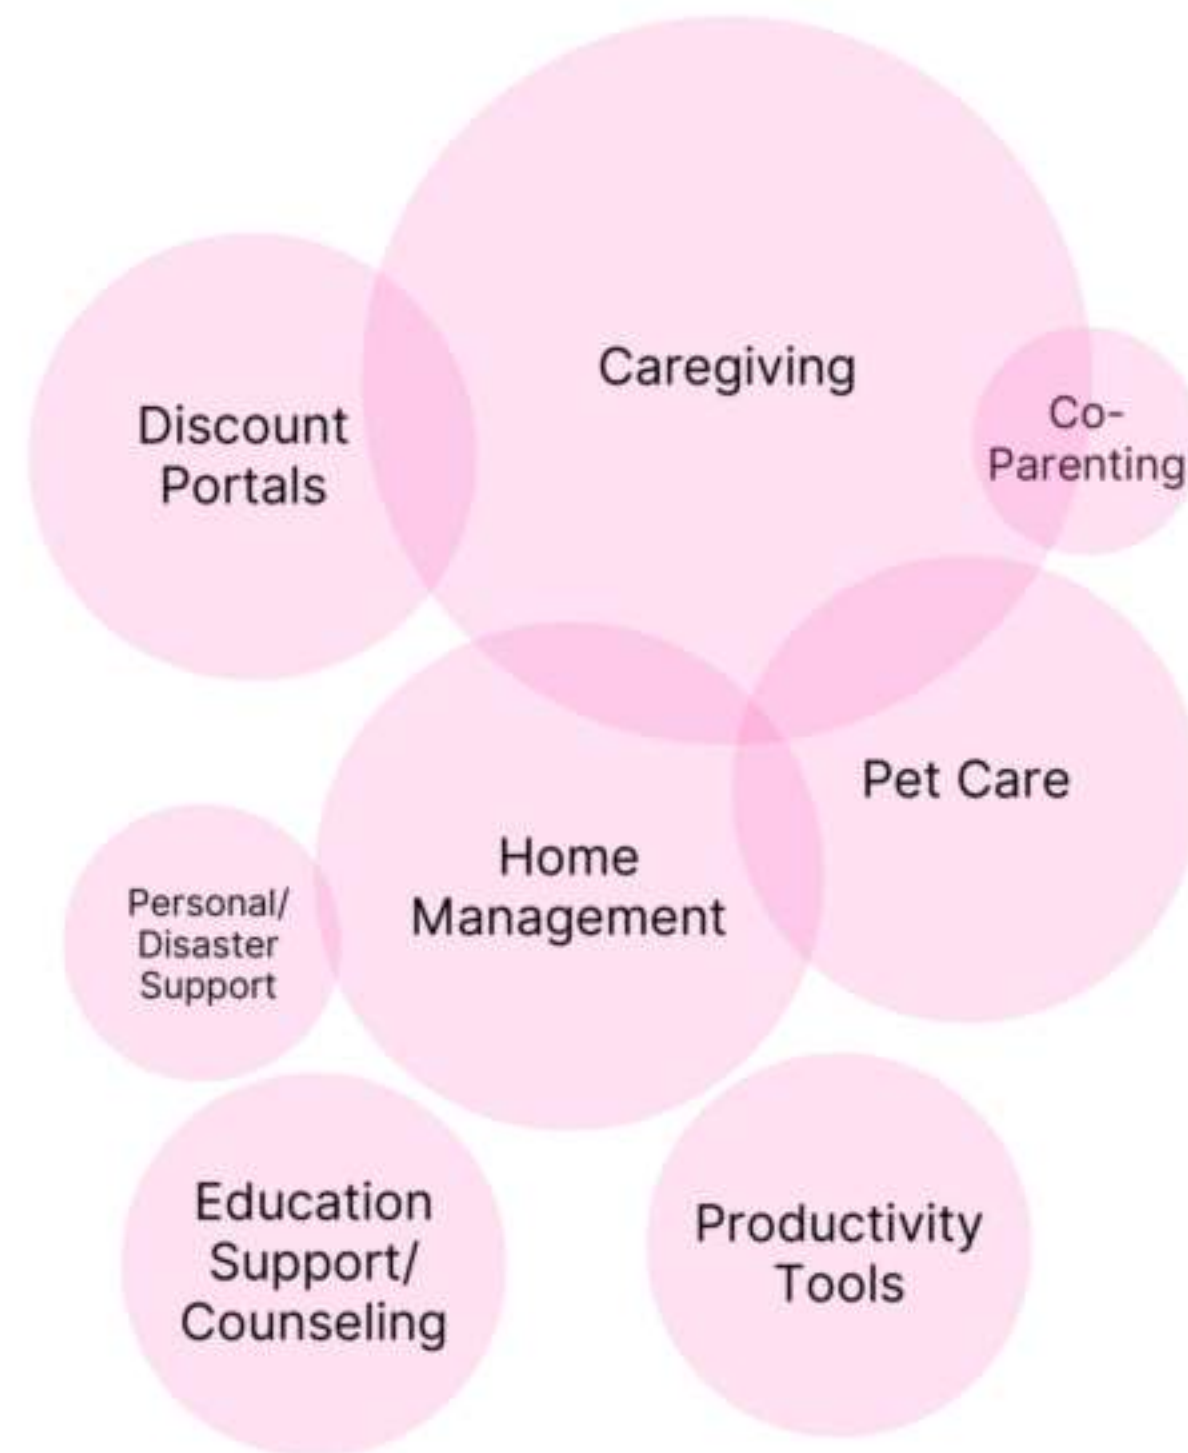 Caregiving
Discount
Portals
Co-
Parenting
Pet Care
Home
Management
Personal/
Disaster
Support
Education
Support/
Counseling
Productivity
Tools